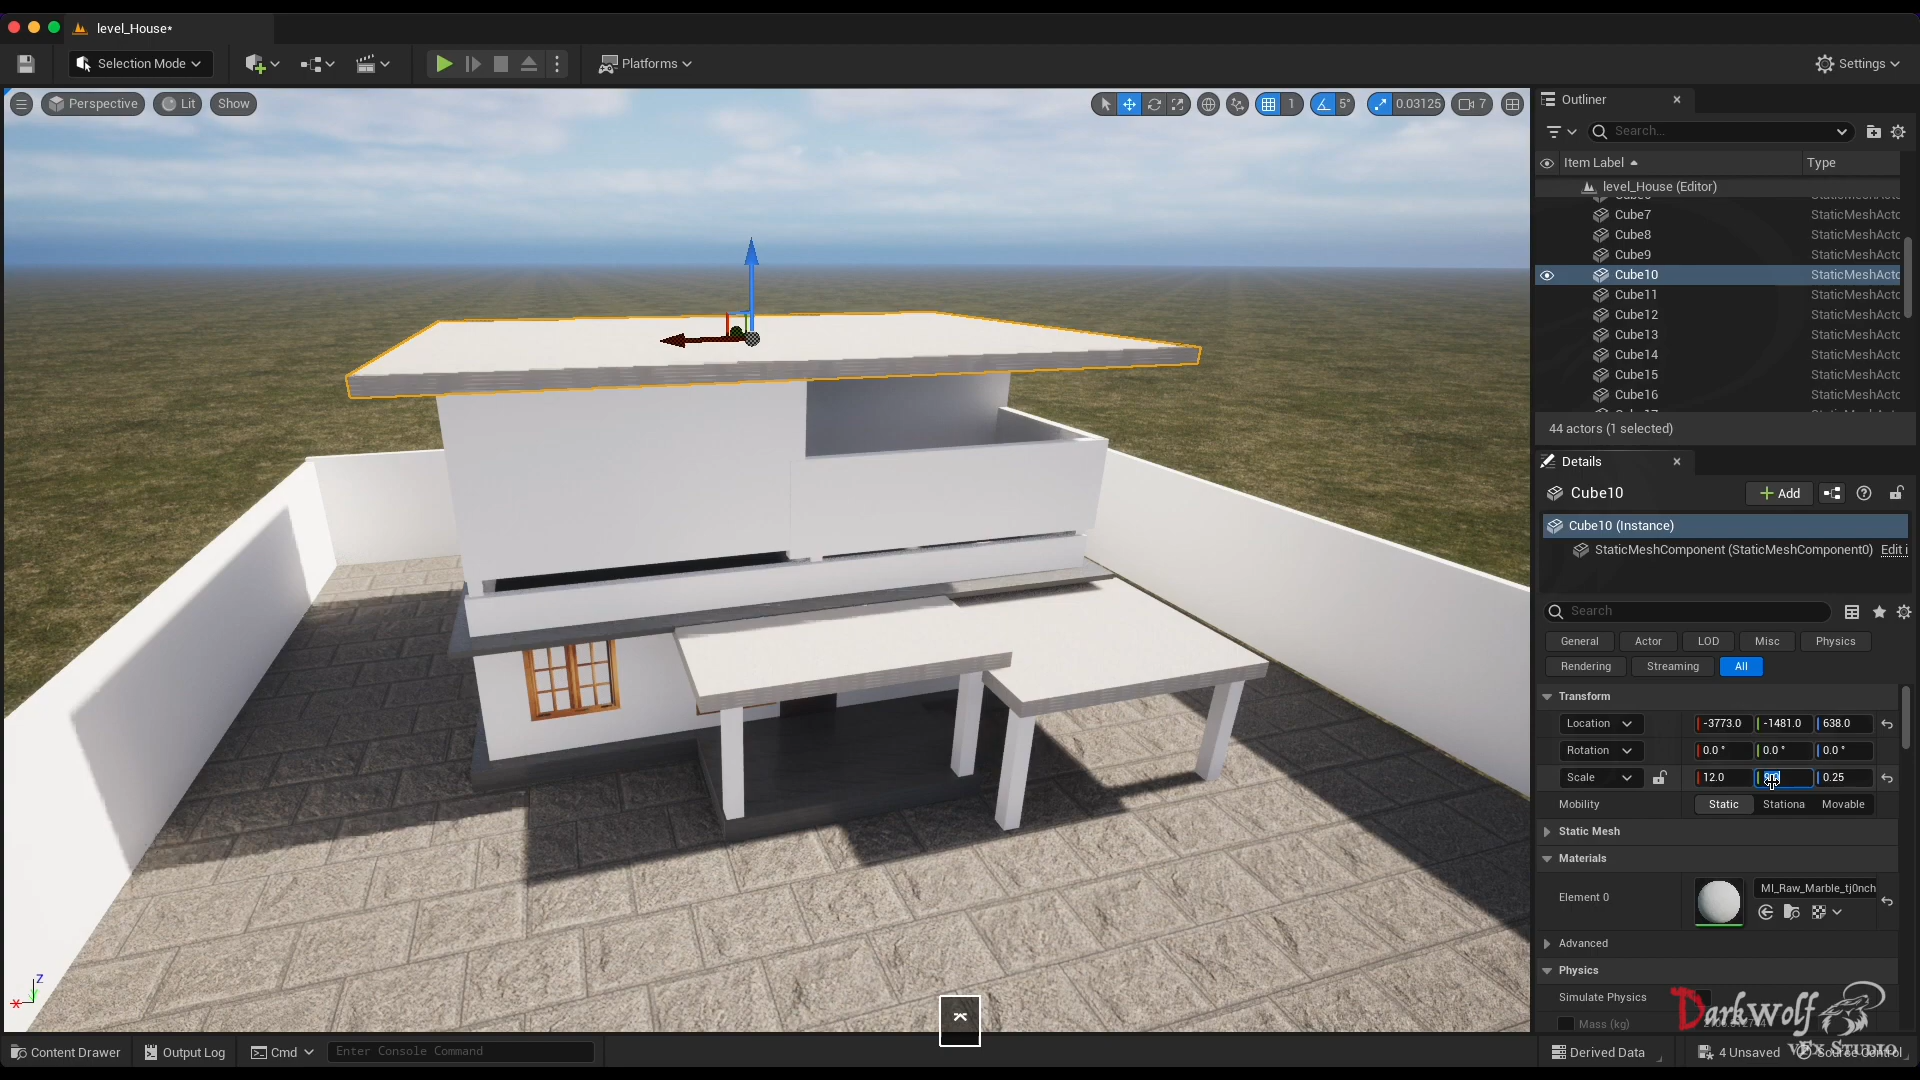 level_House*
Selection Mode
Platforms
Settings
Perspective
Lit
Show
1
5°
0.03125
7
Outliner
Search...
Item Label
Type
level_House (Editor)
Cube7 StaticMeshActo
Cube8 StaticMeshActo
Cube9 StaticMeshActo
Cube10 StaticMeshActo
Cube11 StaticMeshActo
Cube12 StaticMeshActo
Cube13 StaticMeshActo
Cube14 StaticMeshActo
Cube15 StaticMeshActo
Cube16 StaticMeshActo
44 actors (1 selected)
Details
Cube10
Add
Cube10 (Instance)
StaticMeshComponent (StaticMeshComponent0) Edit i
Search
General Actor LOD Misc Physics
Rendering Streaming All
Transform
Location -3773.0 -1481.0 638.0
Rotation 0.0 ° 0.0 ° 0.0 °
Scale 12.0 0.25
Mobility Static Stationa Movable
Static Mesh
Materials
Element 0 MI_Raw_Marble_tj0nch
Advanced
Physics
Simulate Physics
Mass (kg)
DarkWolf
VFX Studio
Z
X
Content Drawer
Output Log
Cmd
Enter Console Command
Derived Data
4 Unsaved
Source Control